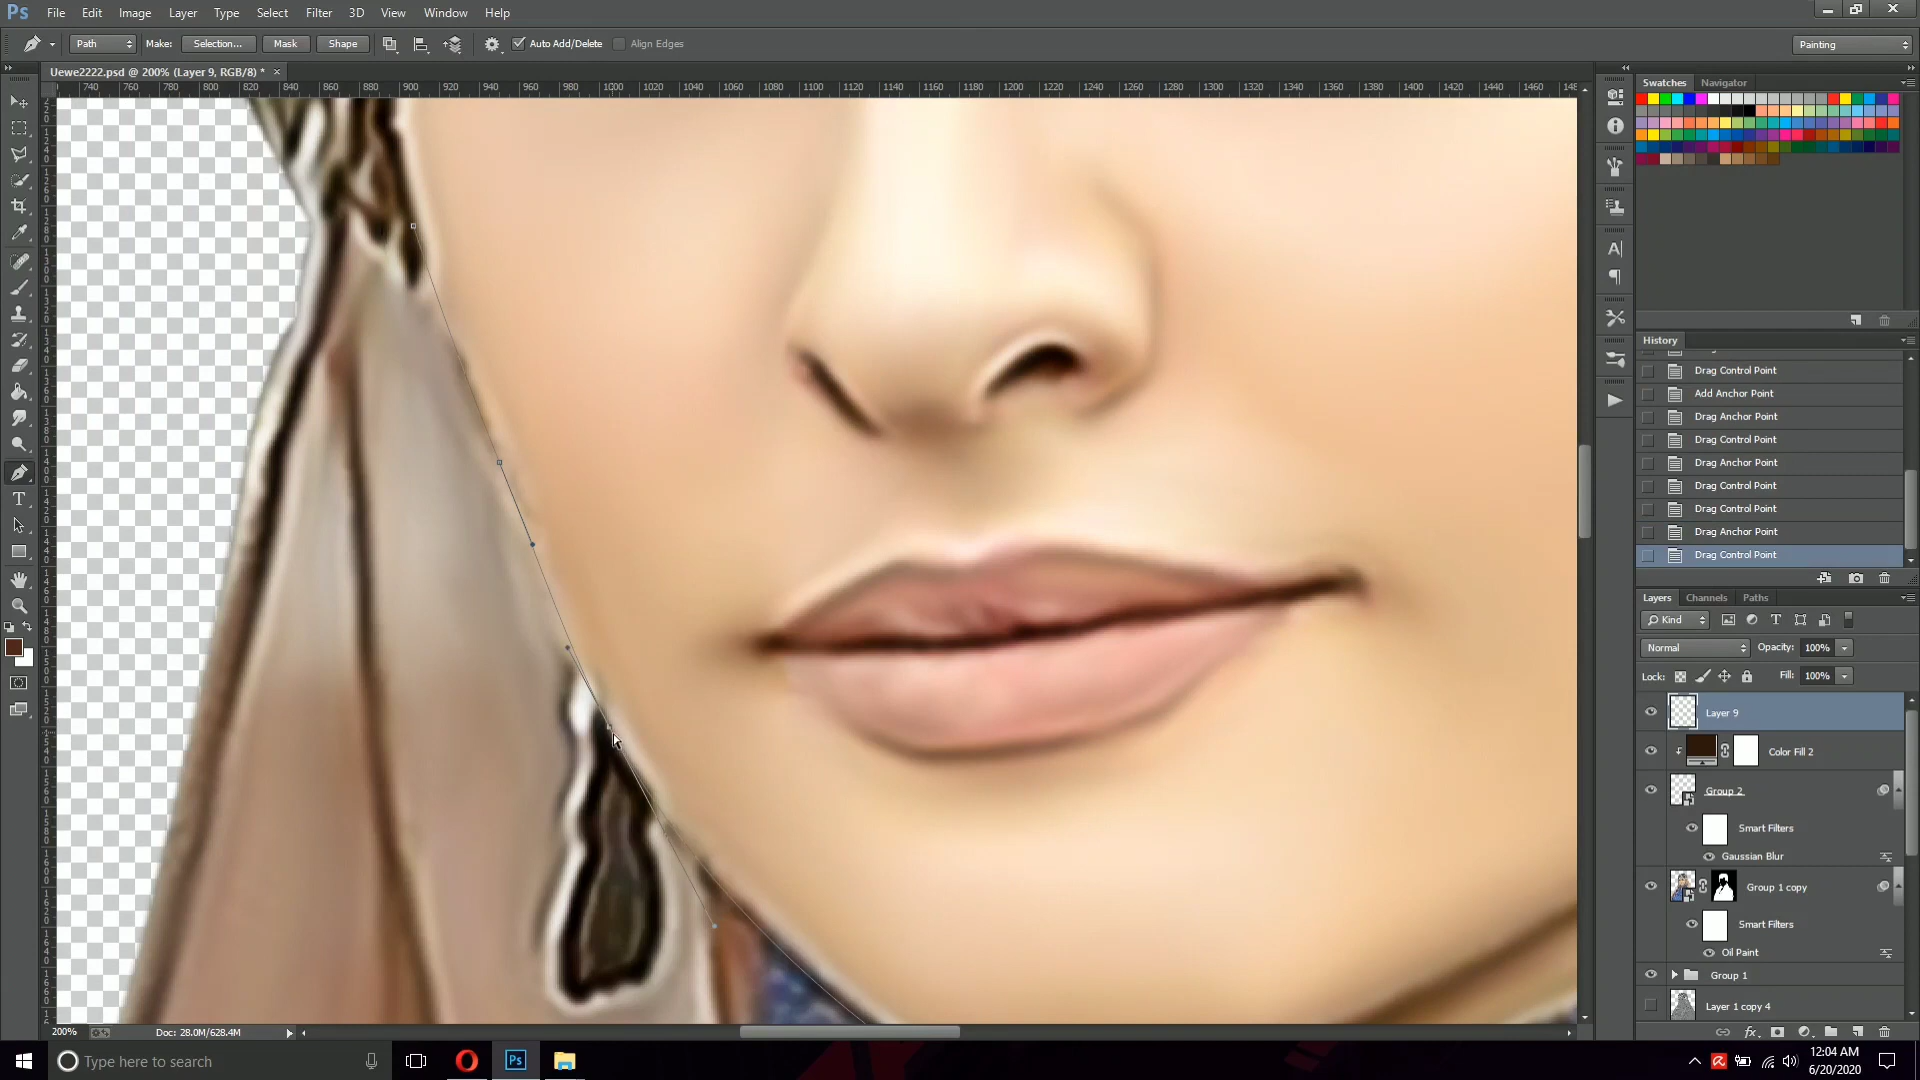 Ps File Edit Image Layer Type Select Filter 3D View Window Help
Path Make: Selection... Mask Shape Auto Add/Delete Align Edges Painting
Uewe2222.psd @ 200% (Layer 9, RGB/8) * ×
740 760 780 800 820 840 860 880 900 920 940 960 980 1000 1020 1040 1060 1080 1100 1120 1140 1160 1180 1200 1220 1240 1260 1280 1300 1320 1340 1360 1380 1400 1420 1440 1460
Swatches Navigator
History
Drag Control Point
Add Anchor Point
Drag Anchor Point
Drag Control Point
Drag Anchor Point
Drag Control Point
Drag Control Point
Drag Anchor Point
Drag Control Point
Layers Channels Paths
Kind
Normal Opacity: 100%
Lock: Fill: 100%
Layer 9
Color Fill 2
Group 2
Smart Filters
Gaussian Blur
Group 1 copy
Smart Filters
Oil Paint
Group 1
Layer 1 copy 4
200% Doc: 28.0M/628.4M
Type here to search
Ps
12:04 AM
6/20/2020